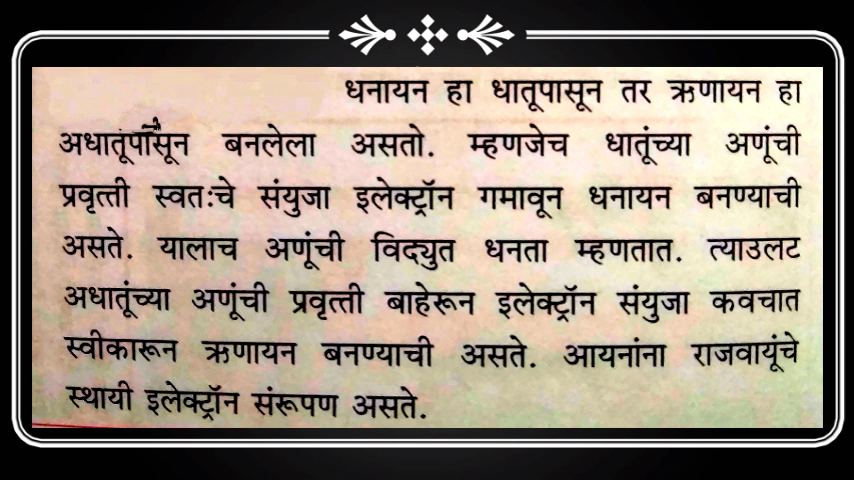 धनायन हा धातूपासून तर ऋणायन हा
अधातूपासून बनलेला असतो. म्हणजेच धातूंच्या अणूंची
प्रवृत्ती स्वतःचे संयुजा इलेक्ट्रॉन गमावून धनायन बनण्याची
असते. यालाच अणूंची विद्युत धनता म्हणतात. त्याउलट
अधातूंच्या अणूंची प्रवृत्ती बाहेरून इलेक्ट्रॉन संयुजा कवचात
स्वीकारून ऋणायन बनण्याची असते. आयनांना राजवायूंचे
स्थायी इलेक्ट्रॉन संरूपण असते.